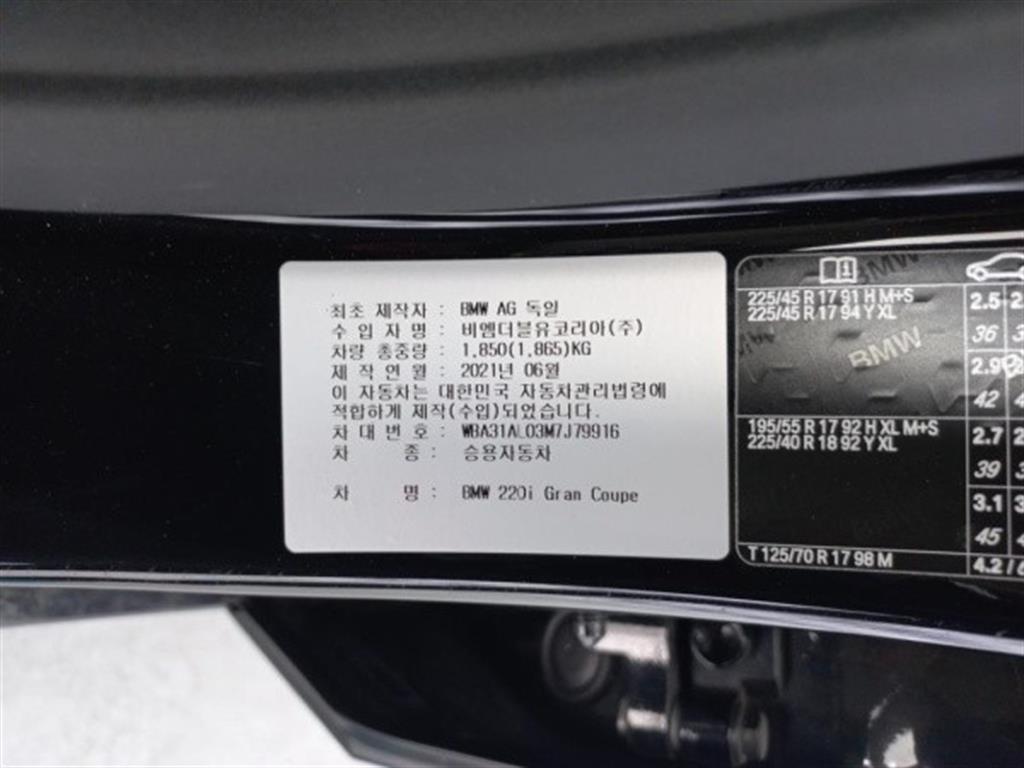 최초 제작자 : BMW AG 독일
수 입 자 명 : 비엠더블유코리아(주)
차량 총중량 : 1,850(1,865)KG
제 작 연 월 : 2021년 06월
이 자동차는 대한민국 자동차관리법령에
적합하게 제작(수입)되었습니다.
차 대 번 호 : WBA31AL03M7J79916
차 종 : 승용자동차
차 명 : BMW 220i Gran Coupe
BMW
225/45 R 17 91 H M+S
225/45 R 17 94 Y XL
2.5
36
BMW
2.9
42
195/55 R 17 92 H XL M+S
225/40 R 18 92 Y XL
2.7
39
3.1
45
T 125/70 R 17 98 M
4.2 /